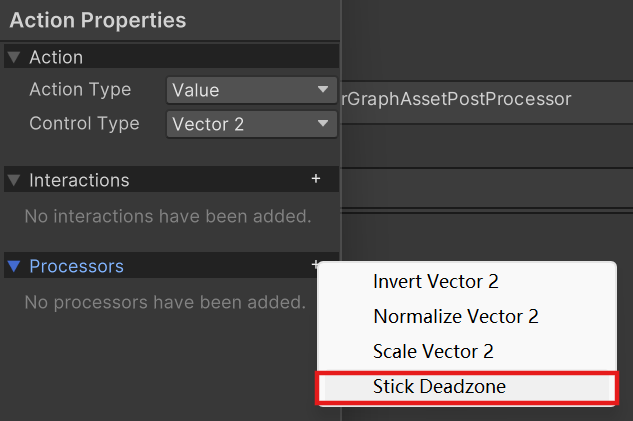 Action Properties
Action
Action Type Value
rGraphAssetPostProcessor
Control Type Vector 2
Interactions +
No interactions have been added.
Processors +
No processors have been added.
Invert Vector 2
Normalize Vector 2
Scale Vector 2
Stick Deadzone